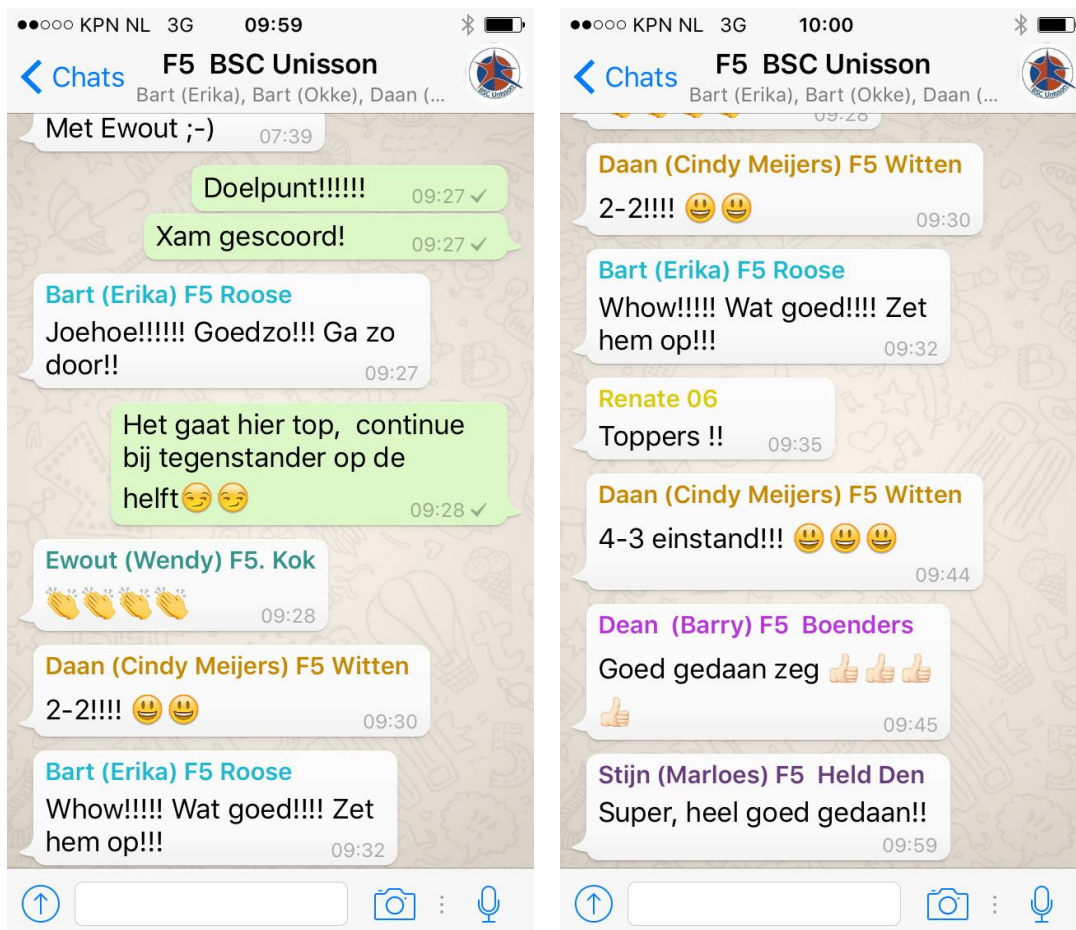 KPN NL 3G 09:59
Chats
F5 BSC Unisson
Bart (Erika), Bart (Okke), Daan (...
BSC Unisson
Met Ewout ;-) 07:39
Doelpunt!!!!!! 09:27
Xam gescoord! 09:27
Bart (Erika) F5 Roose
Joehoe!!!!!! Goedzo!!! Ga zo
door!! 09:27
Het gaat hier top, continue
bij tegenstander op de
helft😏😏 09:28
Ewout (Wendy) F5. Kok
👏👏👏👏 09:28
Daan (Cindy Meijers) F5 Witten
2-2!!!! 😃😃 09:30
Bart (Erika) F5 Roose
Whow!!!!! Wat goed!!!! Zet
hem op!!! 09:32
KPN NL 3G 10:00
Chats
F5 BSC Unisson
Bart (Erika), Bart (Okke), Daan (...
BSC Unisson
09:28
Daan (Cindy Meijers) F5 Witten
2-2!!!! 😃😃 09:30
Bart (Erika) F5 Roose
Whow!!!!! Wat goed!!!! Zet
hem op!!! 09:32
Renate 06
Toppers !! 09:35
Daan (Cindy Meijers) F5 Witten
4-3 einstand!!! 😃😃😃 09:44
Dean (Barry) F5 Boenders
Goed gedaan zeg 👍🏻👍🏻👍🏻
👍🏻 09:45
Stijn (Marloes) F5 Held Den
Super, heel goed gedaan!! 09:59